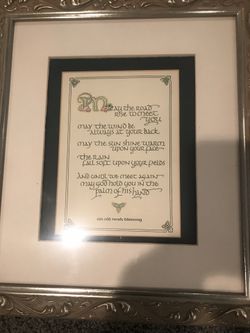 May the road
rise to meet
you
may the wind be
always at your back
may the sun shine warm
upon your face
the rain
fall soft upon your fields
And until we meet again
may God hold you in the
palm of his hand
an old Irish blessing